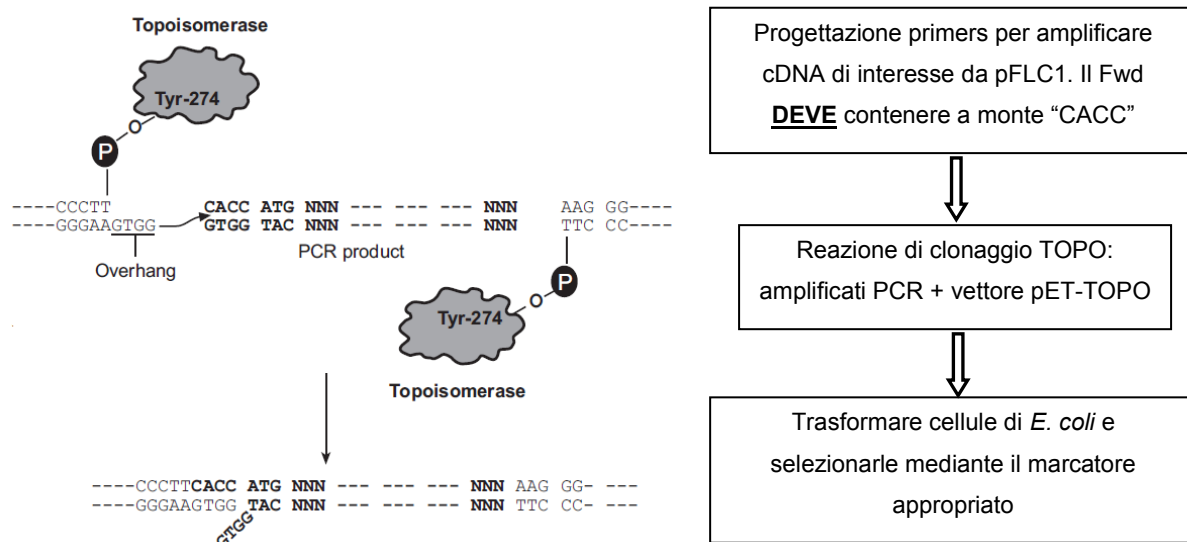 Topoisomerase
Tyr-274
O
P
----CCCTT
GGGAAGTGG
Overhang
CACC ATG NNN --- --- --- --- NNN
GTGG TAC NNN --- --- --- --- NNN
PCR product
AAG GG----
TTC CC----
P
O
Tyr-274
Topoisomerase
----CCCTTCACC ATG NNN --- --- --- --- NNN AAG GG- ---
----GGGAAGTGG TAC NNN --- --- --- --- NNN TTC CC- ---
GTGG
Progettazione primers per amplificare
cDNA di interesse da pFLC1. Il Fwd
DEVE contenere a monte “CACC”
Reazione di clonaggio TOPO:
amplificati PCR + vettore pET-TOPO
Trasformare cellule di E. coli e
selezionarle mediante il marcatore
appropriato